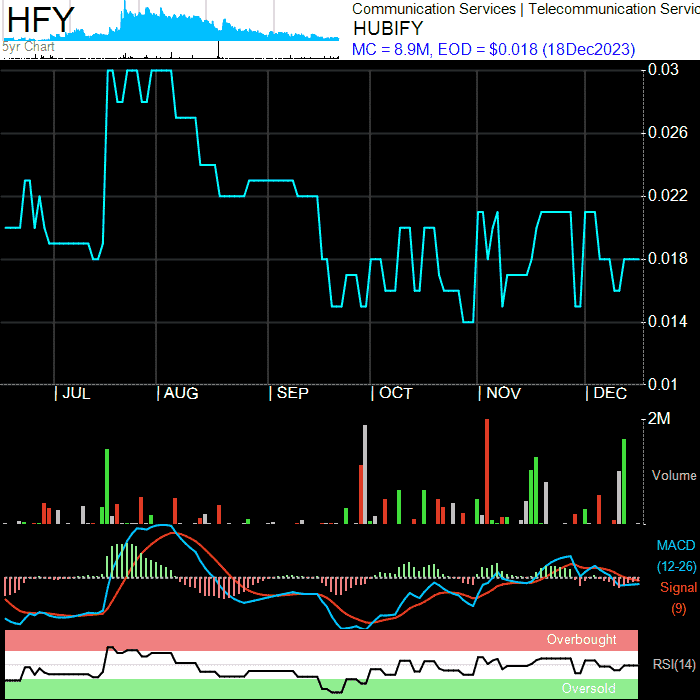 HFY
5yr Chart
Communication Services | Telecommunication Servic
HUBIFY
MC = 8.9M, EOD = $0.018 (18Dec2023)
0.03
0.026
0.022
0.018
0.014
0.01
| JUL | AUG | SEP | OCT | NOV | DEC
2M
Volume
MACD
(12-26)
Signal
(9)
Overbought
RSI(14)
Oversold